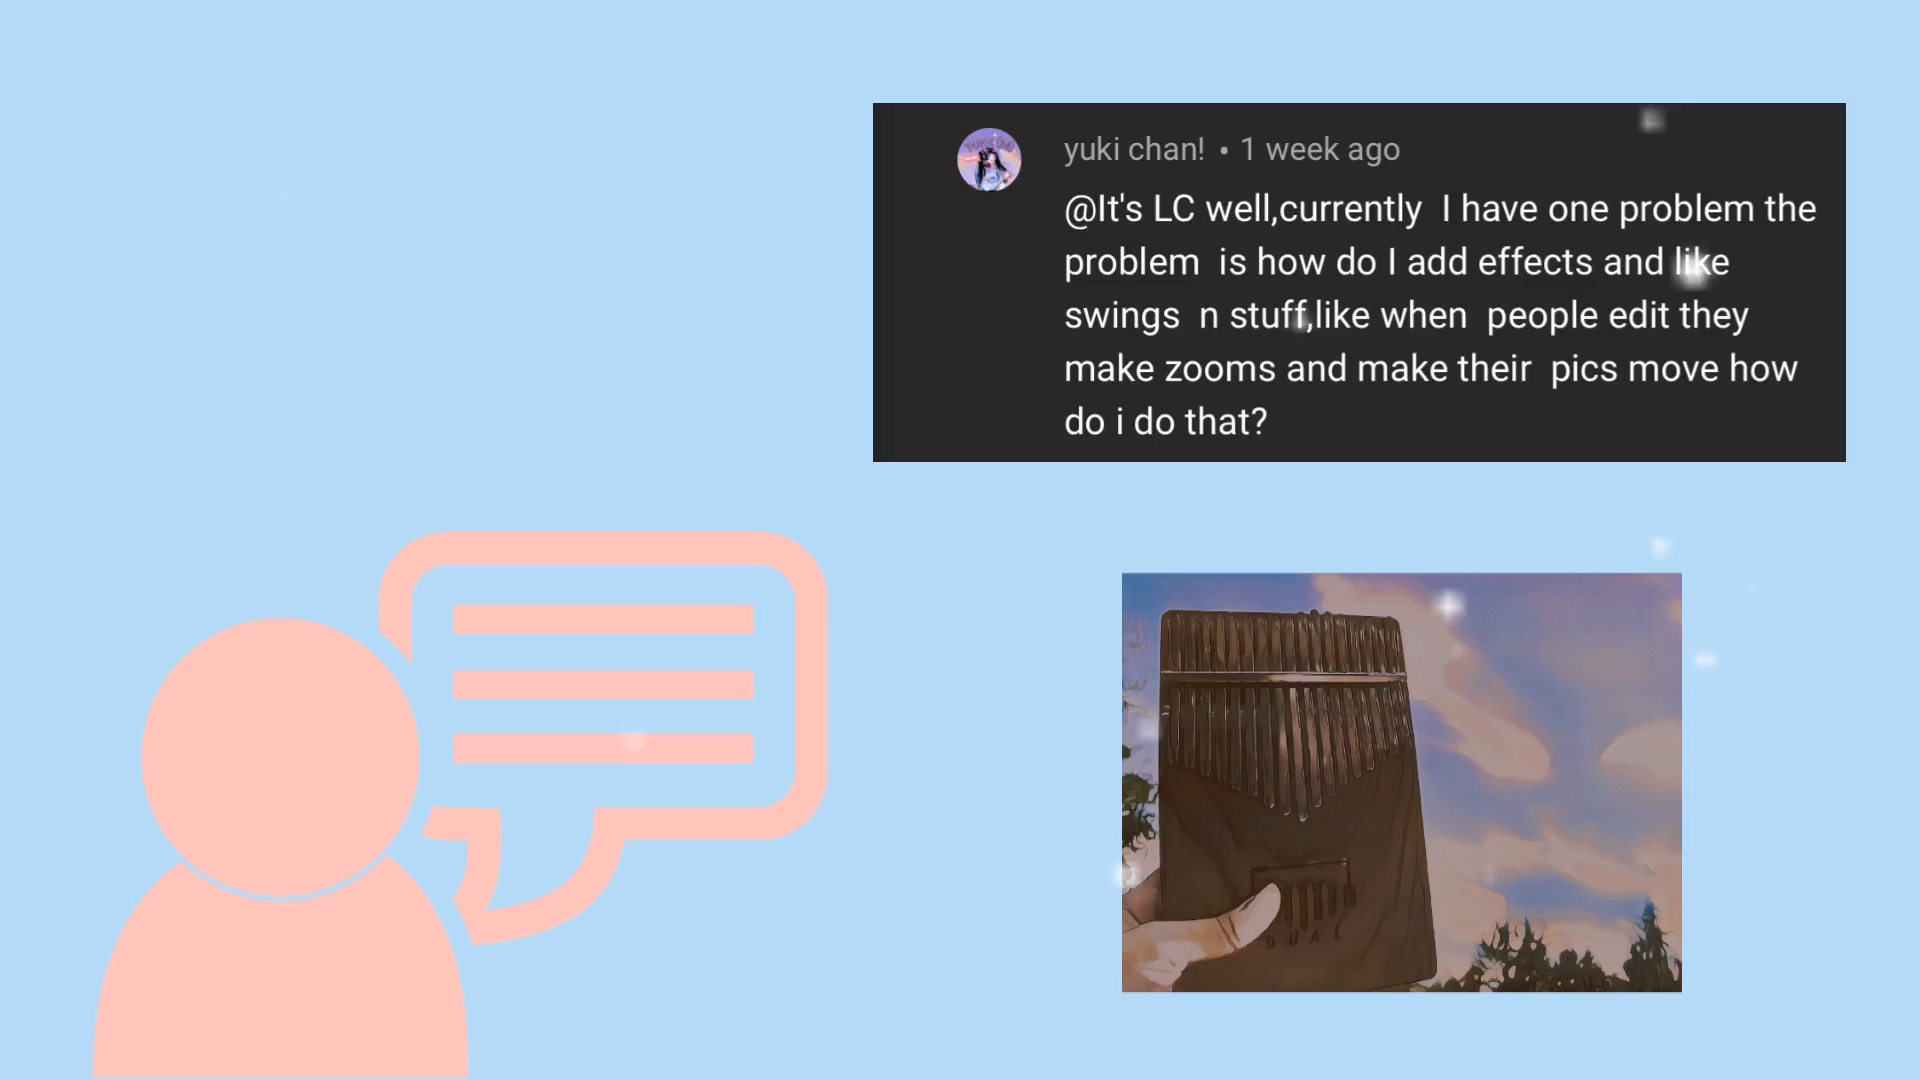 yuki chan! • 1 week ago
@It's LC well,currently  I have one problem the
problem  is how do I add effects and like
swings  n stuff,like when  people edit they
make zooms and make their  pics move how
do i do that?
DUAL